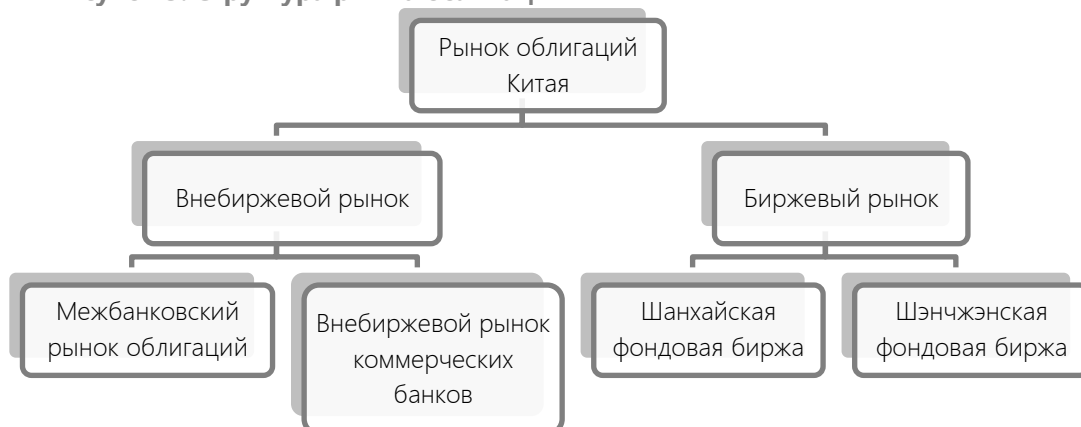 Рынок облигаций
Китая
Внебиржевой рынок
Биржевый рынок
Межбанковский
рынок облигаций
Внебиржевой рынок
коммерческих
банков
Шанхайская
фондовая биржа
Шэнчжэнская
фондовая биржа